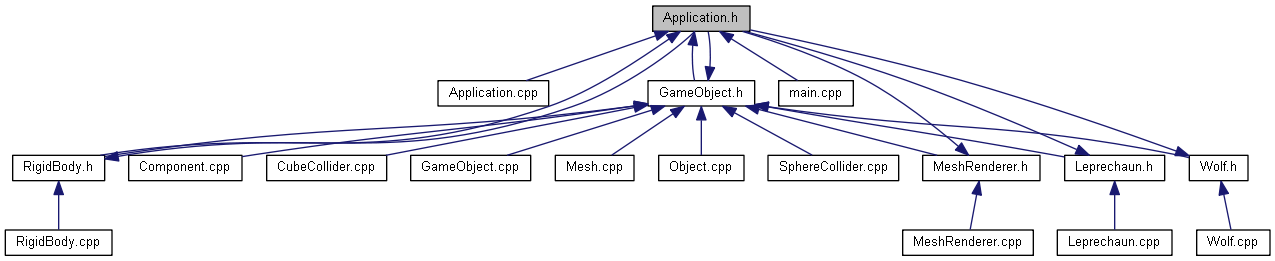 Application.h
Application.cpp
GameObject.h
main.cpp
RigidBody.h
Component.cpp
CubeCollider.cpp
GameObject.cpp
Mesh.cpp
Object.cpp
SphereCollider.cpp
MeshRenderer.h
Leprechaun.h
Wolf.h
RigidBody.cpp
MeshRenderer.cpp
Leprechaun.cpp
Wolf.cpp